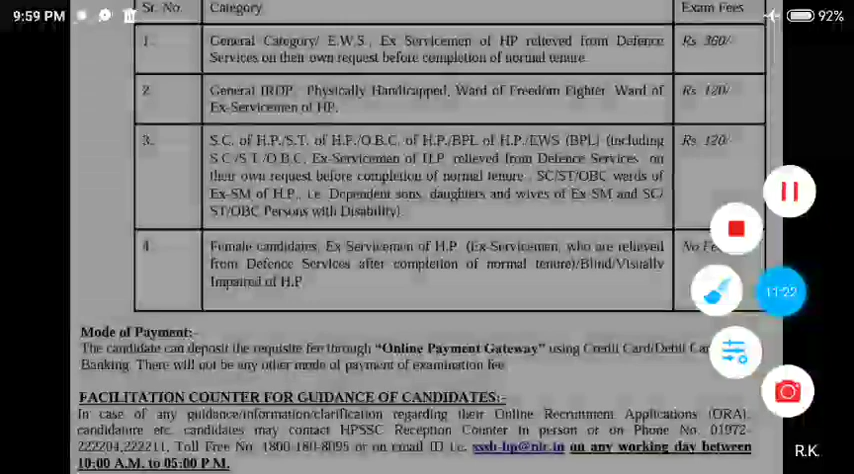 9:59 PM
92%
Sr. No. Category Exam Fees
1. General Category/ E.W.S., Ex Servicemen of HP relieved from Defence Rs 360/-
Services on their own request before completion of normal tenure.
2. General IRDP, Physically Handicapped, Ward of Freedom Fighter, Ward of Rs 120/-
Ex-Servicemen of HP.
3. S.C. of H.P./S.T. of H.P./O.B.C. of H.P./BPL of H.P./EWS (BPL) (including Rs 120/-
S.C./S.T./O.B.C. Ex-Servicemen of H.P. relieved from Defence Services on
their own request before completion of normal tenure, SC/ST/OBC wards of
Ex-SM of H.P., i.e. Dependent sons, daughters and wives of Ex-SM and SC/
ST/OBC Persons with Disability).
4. Female candidates, Ex Servicemen of H.P. (Ex-Servicemen, who are relieved No
from Defence Services after completion of normal tenure)/Blind/Visually
Impaired of H.P.
11:22
Mode of Payment:-
The candidate can deposit the requisite fee through "Online Payment Gateway" using Credit Card/Debit
Banking. There will not be any other mode of payment of examination fee.
FACILITATION COUNTER FOR GUIDANCE OF CANDIDATES:-
In case of any guidance/information/clarification regarding their Online Recruitment Applications (ORA),
candidature etc. candidates may contact HPSSC Reception Counter in person or on Phone No. 01972-
222204,222211, Toll Free No. 1800-180-8095 or on email ID i.e. sssb-hp@nic.in on any working day between
10:00 A.M. to 05:00 P.M.
R.K.